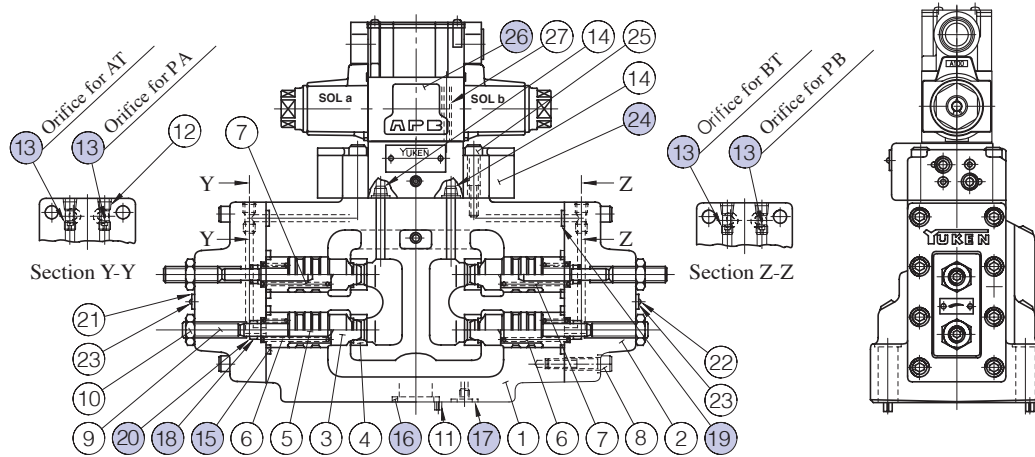 Orifice for AT
Orifice for PA
13
13
12
Section Y-Y
26
27
14
25
14
24
SOL a
SOL b
APB
YUKEN
7
Y
Y
Z
Z
Orifice for BT
Orifice for PB
13
13
Section Z-Z
YUKEN
21
23
10
9
20
18
15
6
5
3
4
16
11
17
1
6
7
8
2
19
23
22